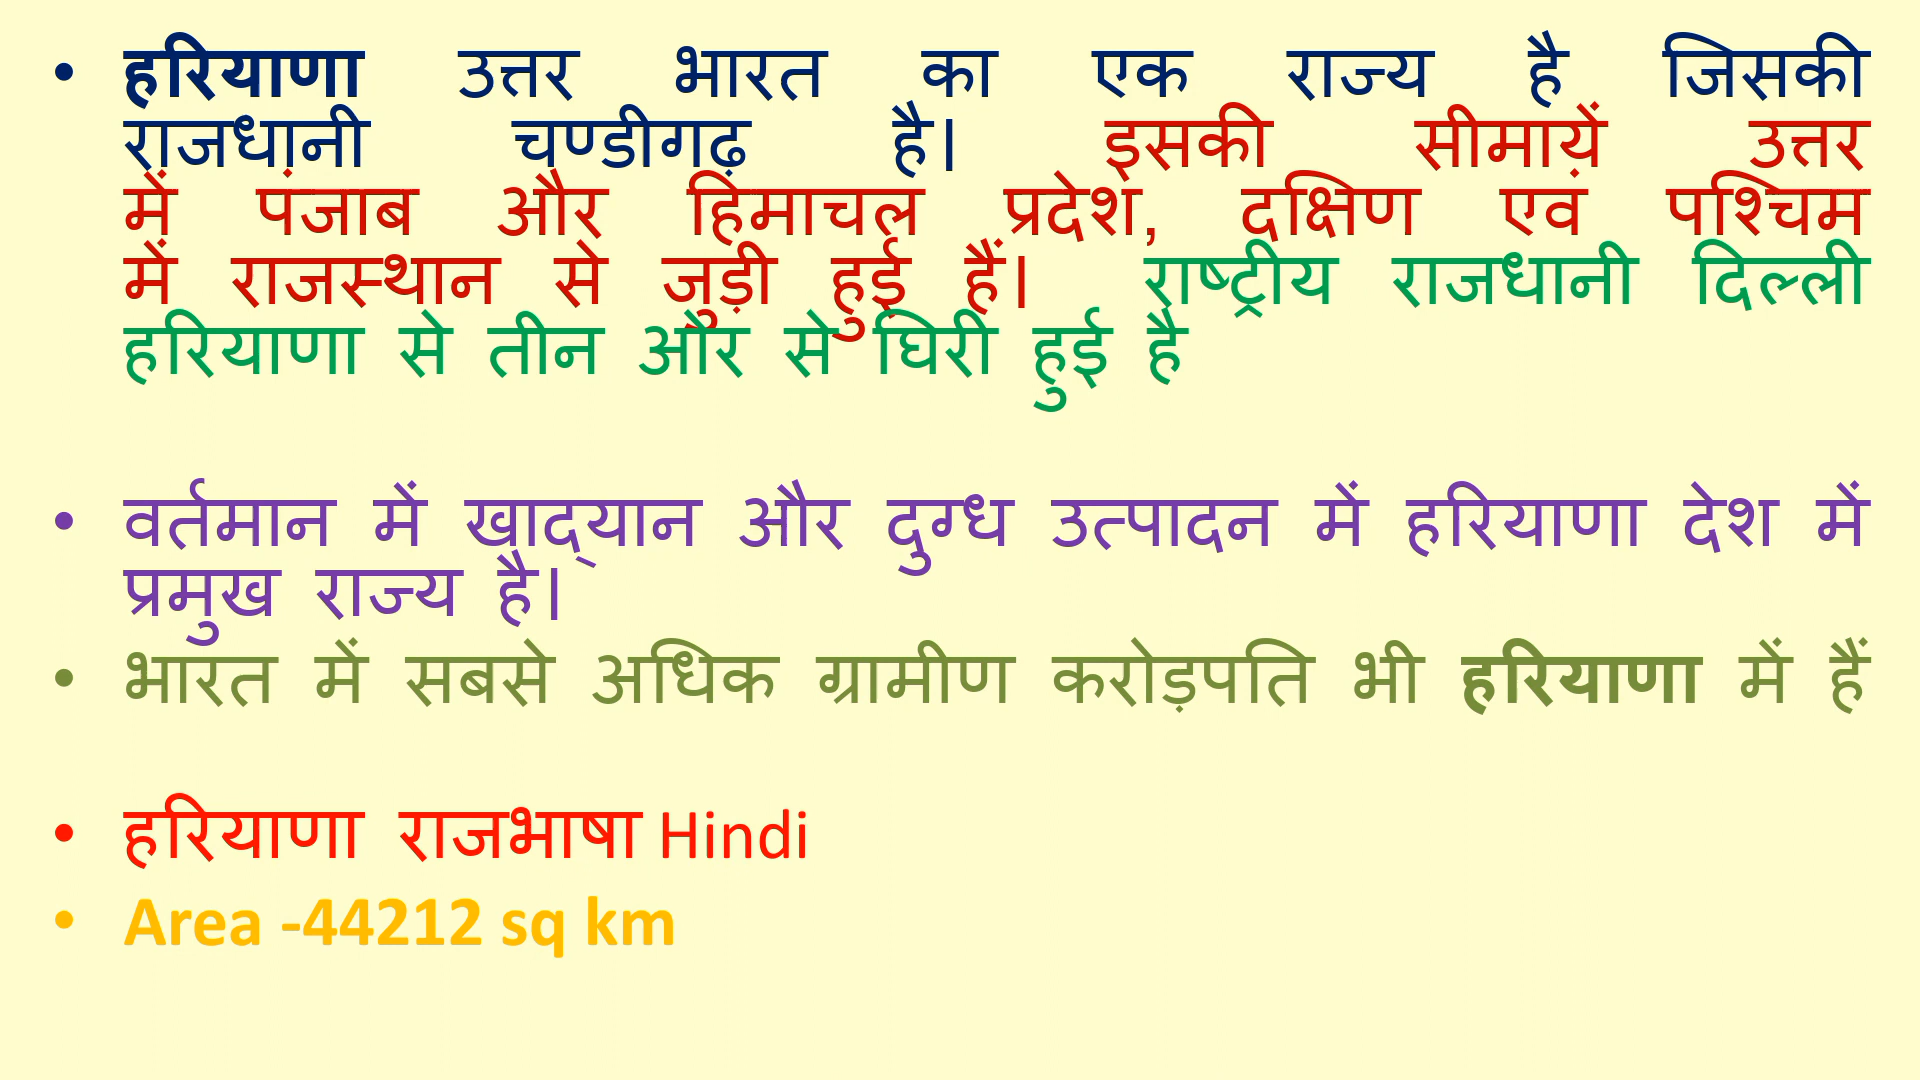 • हरियाणा उत्तर भारत का एक राज्य है जिसकी
राजधानी चण्डीगढ़ है। इसकी सीमायें उत्तर
में पंजाब और हिमाचल प्रदेश, दक्षिण एवं पश्चिम
में राजस्थान से जुड़ी हुई हैं। राष्ट्रीय राजधानी दिल्ली
हरियाणा से तीन और से घिरी हुई है
• वर्तमान में खाद्यान और दुग्ध उत्पादन में हरियाणा देश में
प्रमुख राज्य है।
• भारत में सबसे अधिक ग्रामीण करोड़पति भी हरियाणा में हैं
• हरियाणा राजभाषा Hindi
• Area -44212 sq km